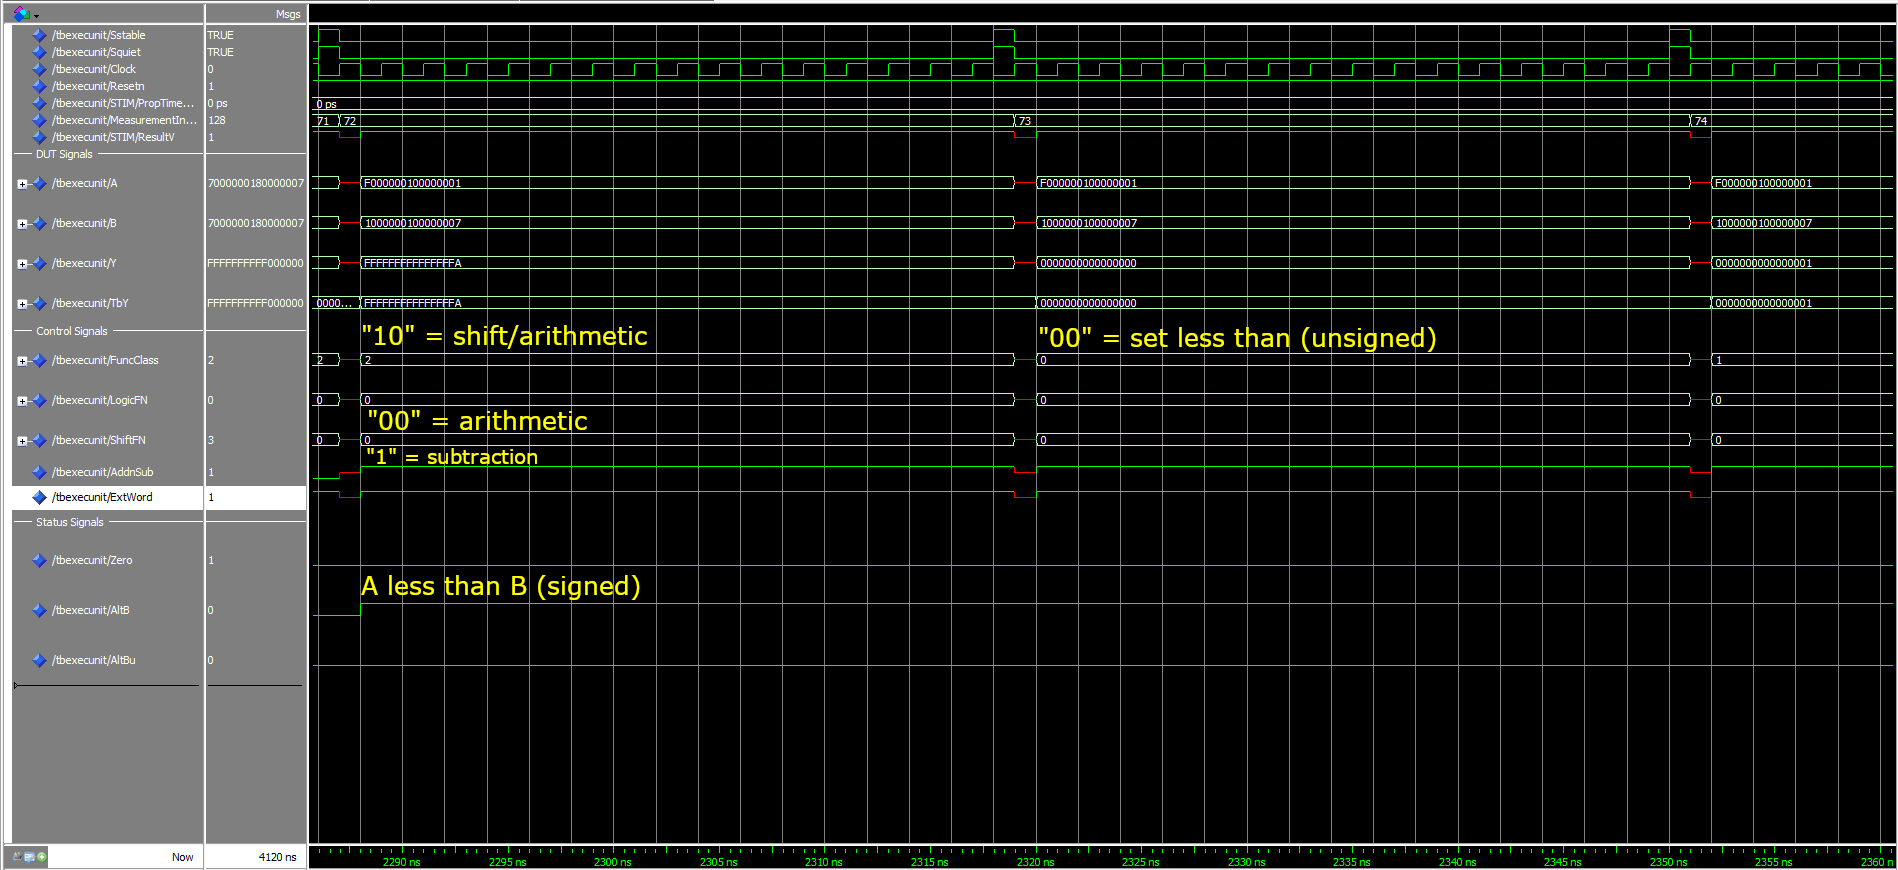 Msgs
/tbexecunit/Sstable TRUE
/tbexecunit/Squiet TRUE
/tbexecunit/Clock 0
/tbexecunit/Resetn 1
/tbexecunit/STIM/PropTime... 0 ps 0 ps
/tbexecunit/MeasurementIn... 128 71 72 73 74
/tbexecunit/STIM/ResultV 1
DUT Signals
/tbexecunit/A 7000000180000007 F000000100000001 F000000100000001 F000000100000001
/tbexecunit/B 7000000180000007 1000000100000007 1000000100000007 1000000100000007
/tbexecunit/Y FFFFFFFFFF000000 FFFFFFFFFFFFFFFA 0000000000000000 0000000000000001
/tbexecunit/TbY FFFFFFFFFF000000 0000... FFFFFFFFFFFFFFFA 0000000000000000 0000000000000001
Control Signals
"10" = shift/arithmetic "00" = set less than (unsigned)
/tbexecunit/FuncClass 2 2 2 0 1
/tbexecunit/LogicFN 0 0 0 0 0
"00" = arithmetic
/tbexecunit/ShiftFN 3 0 0 0 0
"1" = subtraction
/tbexecunit/AddnSub 1
/tbexecunit/ExtWord 1
Status Signals
/tbexecunit/Zero 1
A less than B (signed)
/tbexecunit/AltB 0
/tbexecunit/AltBu 0
Now 4120 ns
2290 ns 2295 ns 2300 ns 2305 ns 2310 ns 2315 ns 2320 ns 2325 ns 2330 ns 2335 ns 2340 ns 2345 ns 2350 ns 2355 ns 2360 n